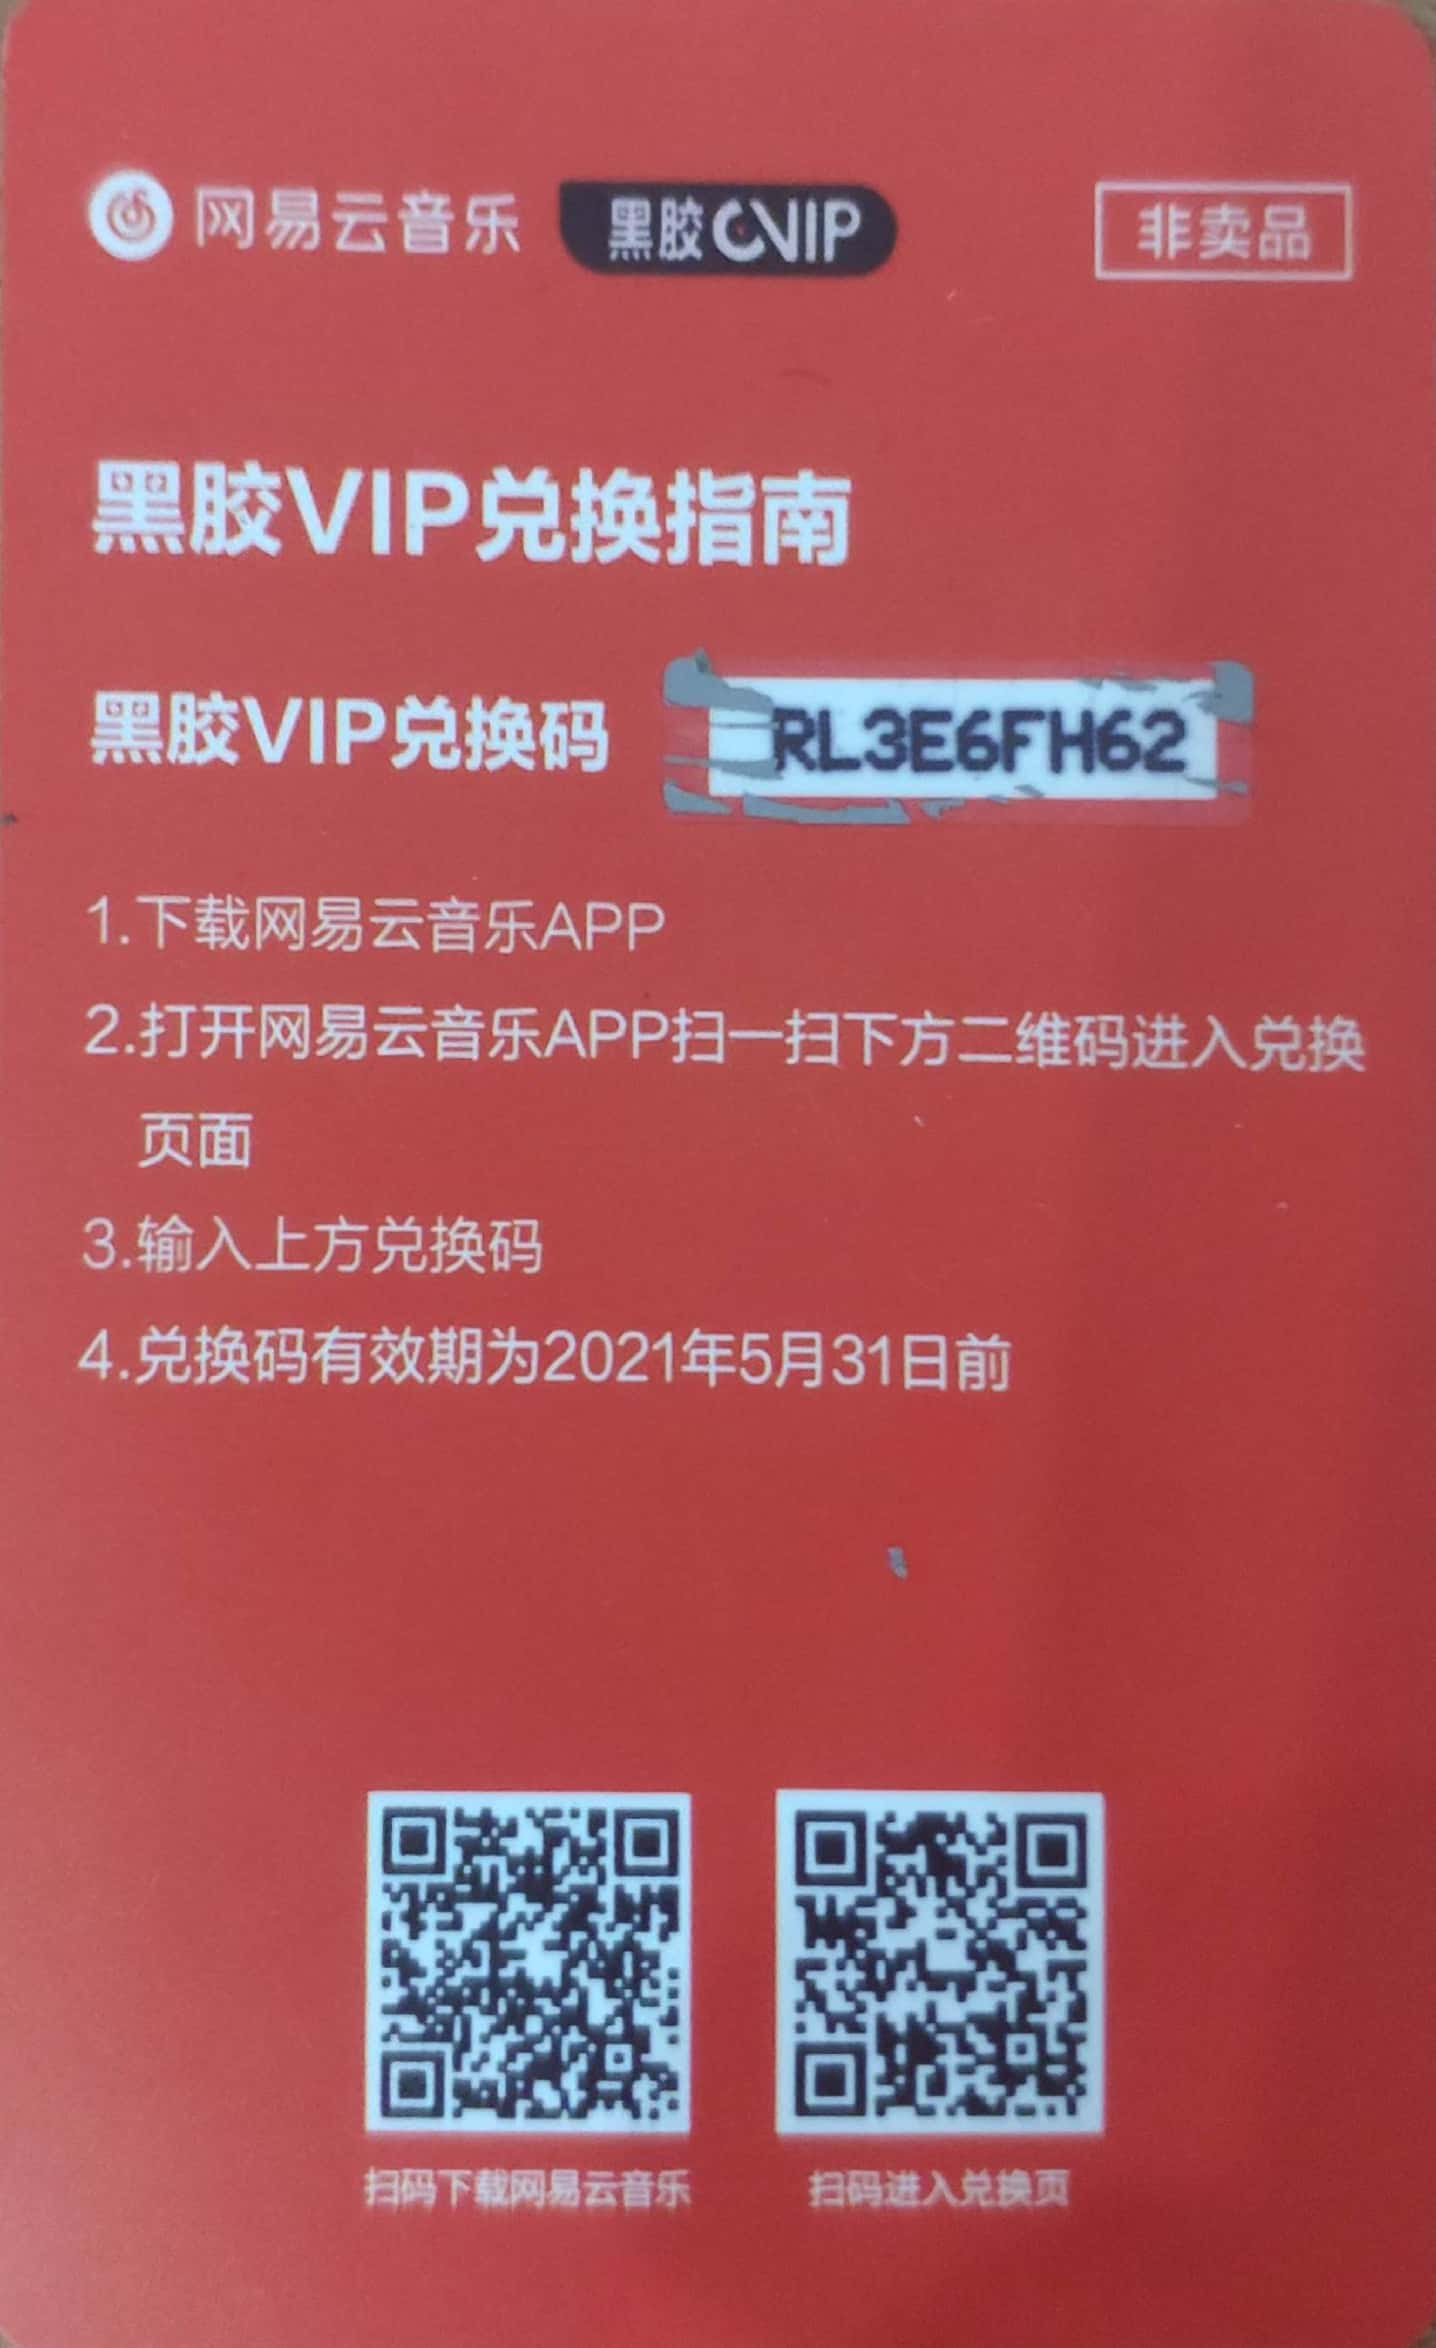 网易云音乐 黑胶VIP 非卖品
黑胶VIP兑换指南
黑胶VIP兑换码 RL3E6FH62
1.下载网易云音乐APP
2.打开网易云音乐APP扫一扫下方二维码进入兑换
页面
3.输入上方兑换码
4.兑换码有效期为2021年5月31日前
扫码下载网易云音乐 扫码进入兑换页